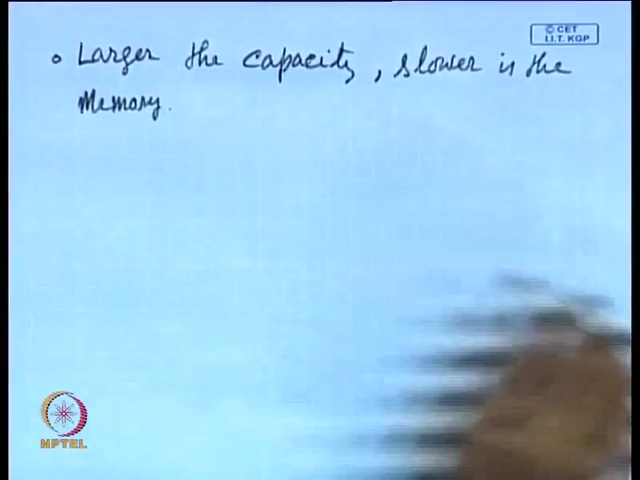 © CET
I.I.T. KGP
• Larger the capacity, slower is the
Memory.
NPTEL